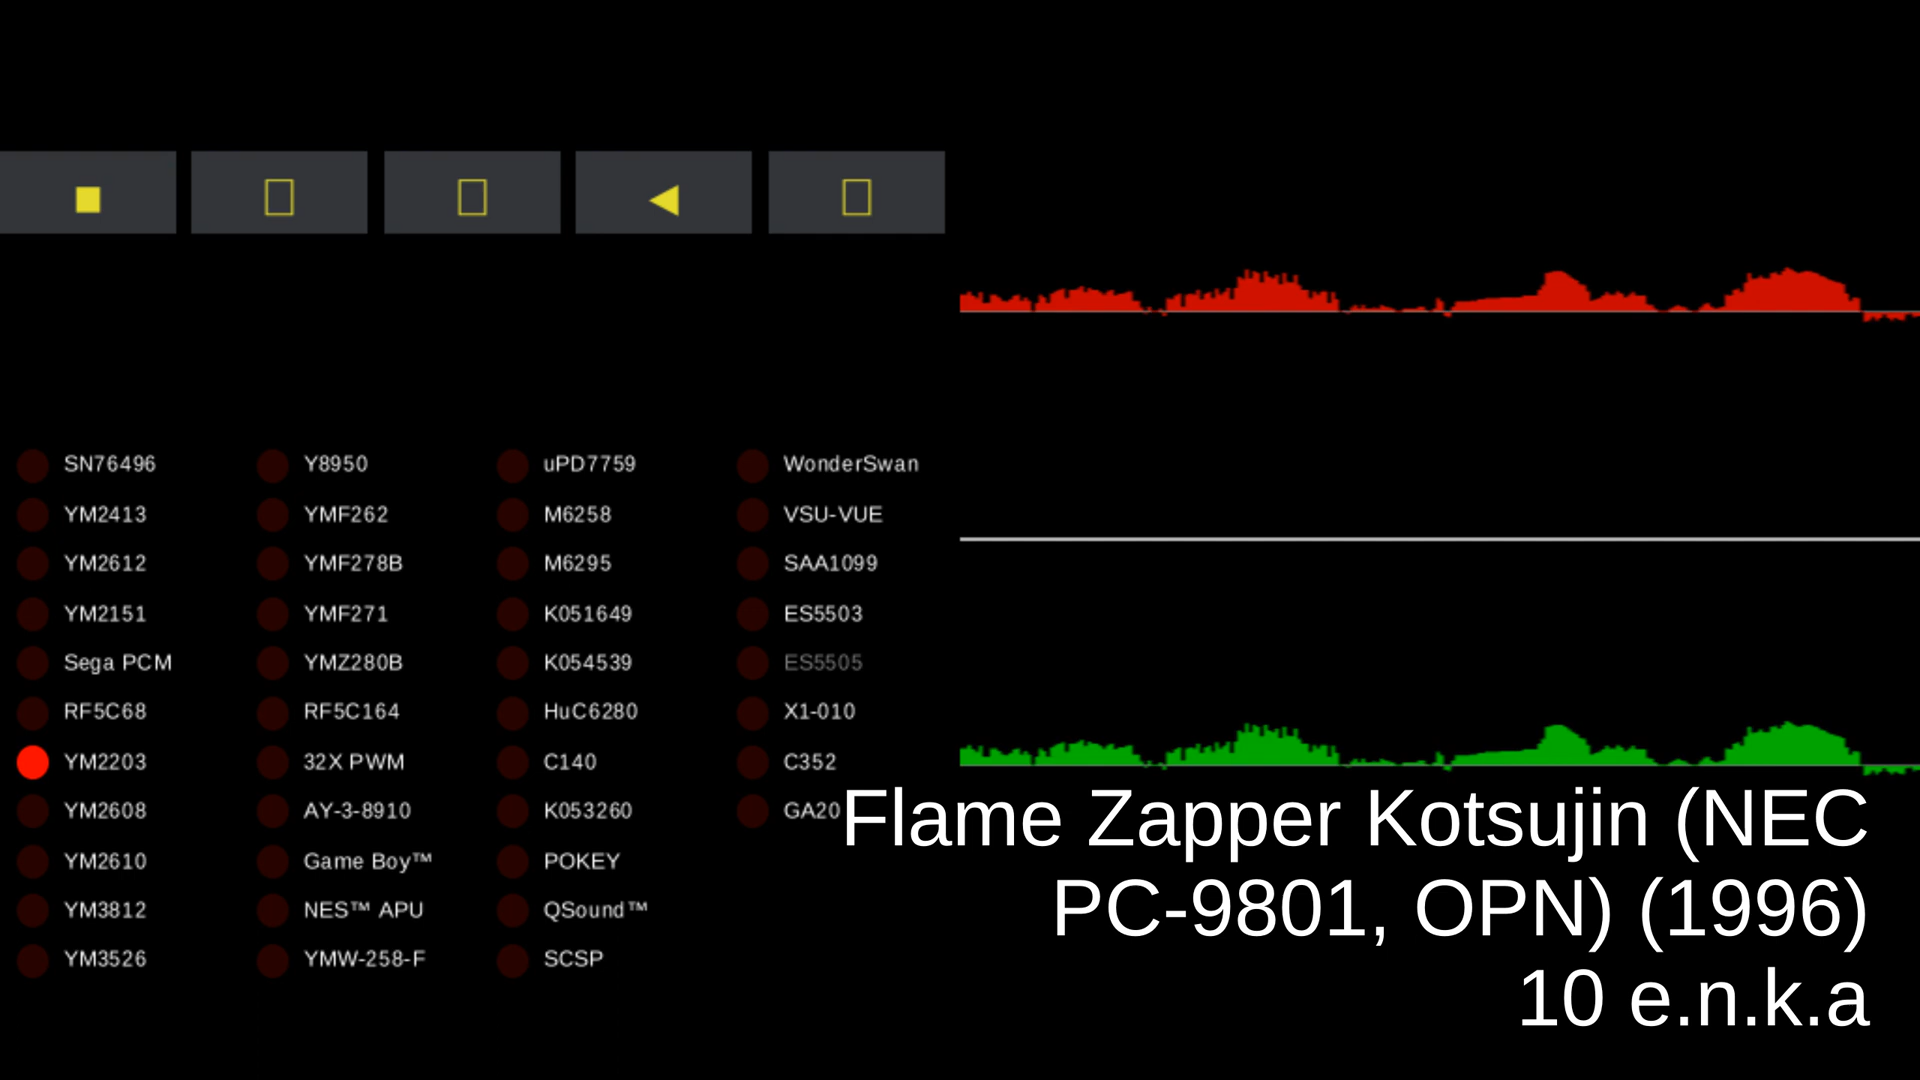 SN76496
YM2413
YM2612
YM2151
Sega PCM
RF5C68
YM2203
YM2608
YM2610
YM3812
YM3526
Y8950
YMF262
YMF278B
YMF271
YMZ280B
RF5C164
32X PWM
AY-3-8910
Game Boy™
NES™ APU
YMW-258-F
uPD7759
M6258
M6295
K051649
K054539
HuC6280
C140
K053260
POKEY
QSound™
SCSP
WonderSwan
VSU-VUE
SAA1099
ES5503
ES5505
X1-010
C352
GA20
Flame Zapper Kotsujin (NEC
PC-9801, OPN) (1996)
10 e.n.k.a